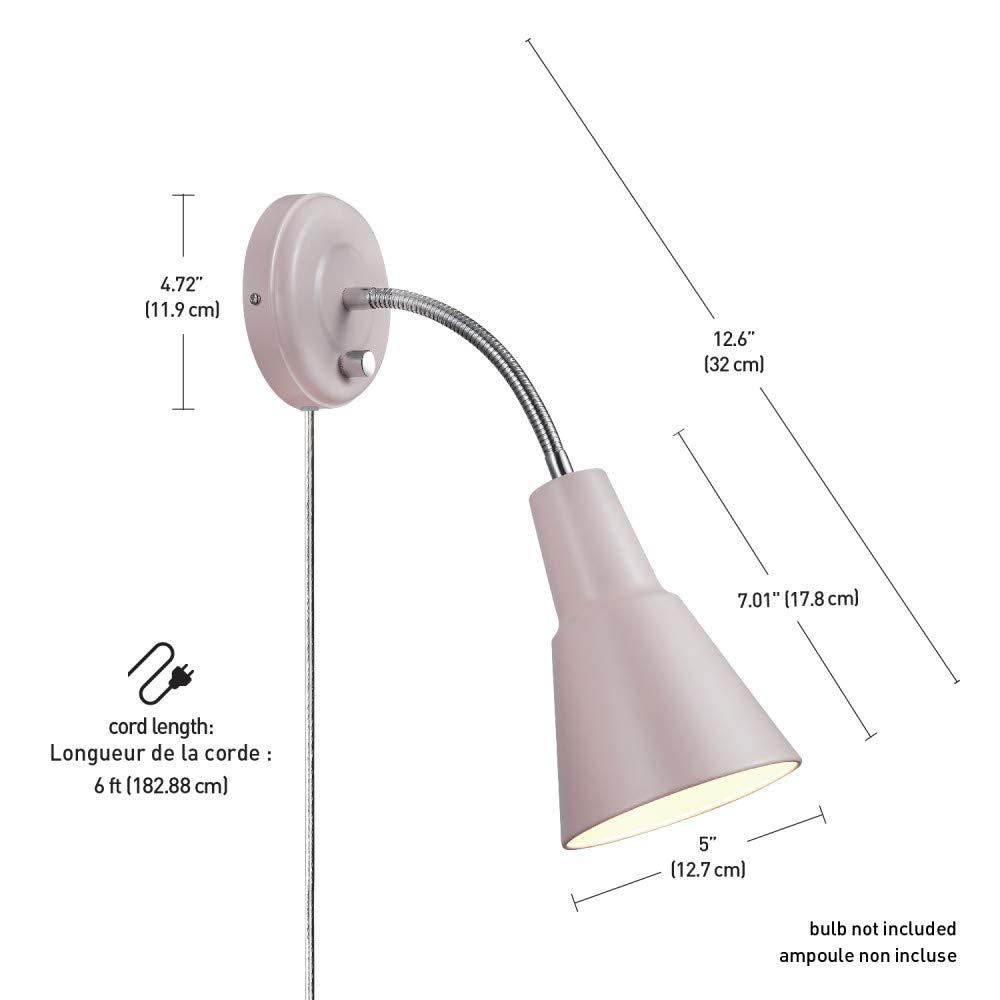 4.72”
(11.9 cm)
12.6”
(32 cm)
7.01" (17.8 cm)
cord length:
Longueur de la corde :
6 ft (182.88 cm)
5”
(12.7 cm)
bulb not included
ampoule non incluse